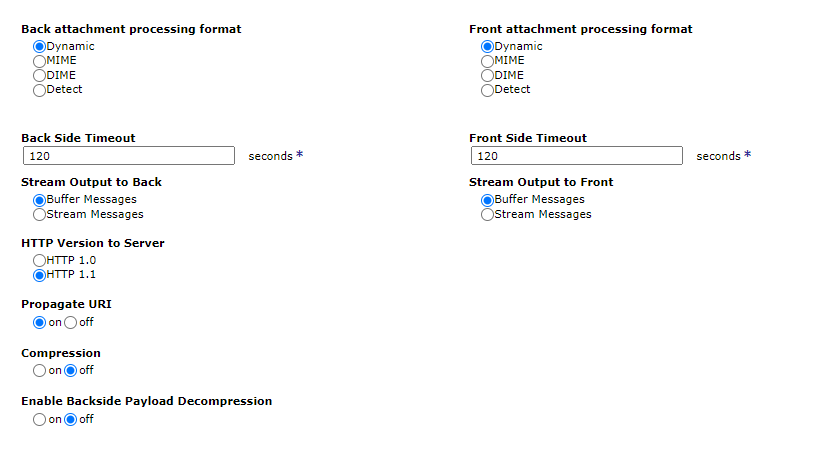 Back attachment processing format
Dynamic
MIME
DIME
Detect
Back Side Timeout
120 seconds *
Stream Output to Back
Buffer Messages
Stream Messages
HTTP Version to Server
HTTP 1.0
HTTP 1.1
Propagate URI
on off
Compression
on off
Enable Backside Payload Decompression
on off
Front attachment processing format
Dynamic
MIME
DIME
Detect
Front Side Timeout
120 seconds *
Stream Output to Front
Buffer Messages
Stream Messages